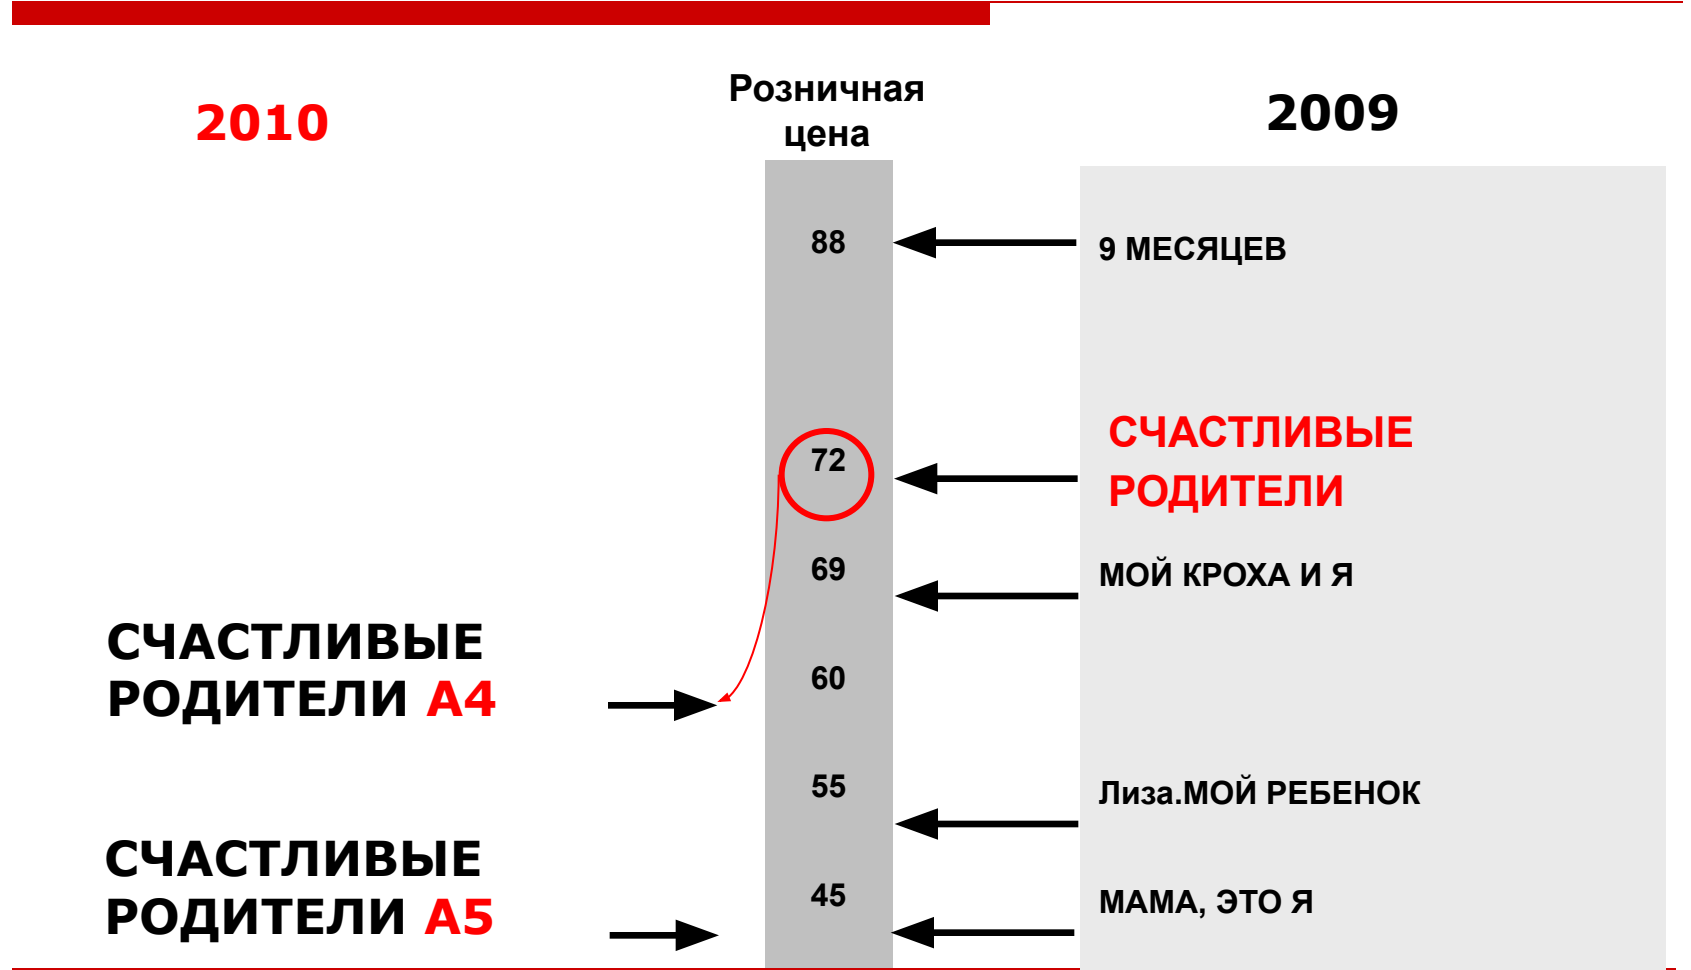 2010
Розничная
цена
2009
88
9 МЕСЯЦЕВ
72
СЧАСТЛИВЫЕ
РОДИТЕЛИ
69
МОЙ КРОХА И Я
СЧАСТЛИВЫЕ
РОДИТЕЛИ А4
60
55
Лиза.МОЙ РЕБЕНОК
СЧАСТЛИВЫЕ
РОДИТЕЛИ А5
45
МАМА, ЭТО Я